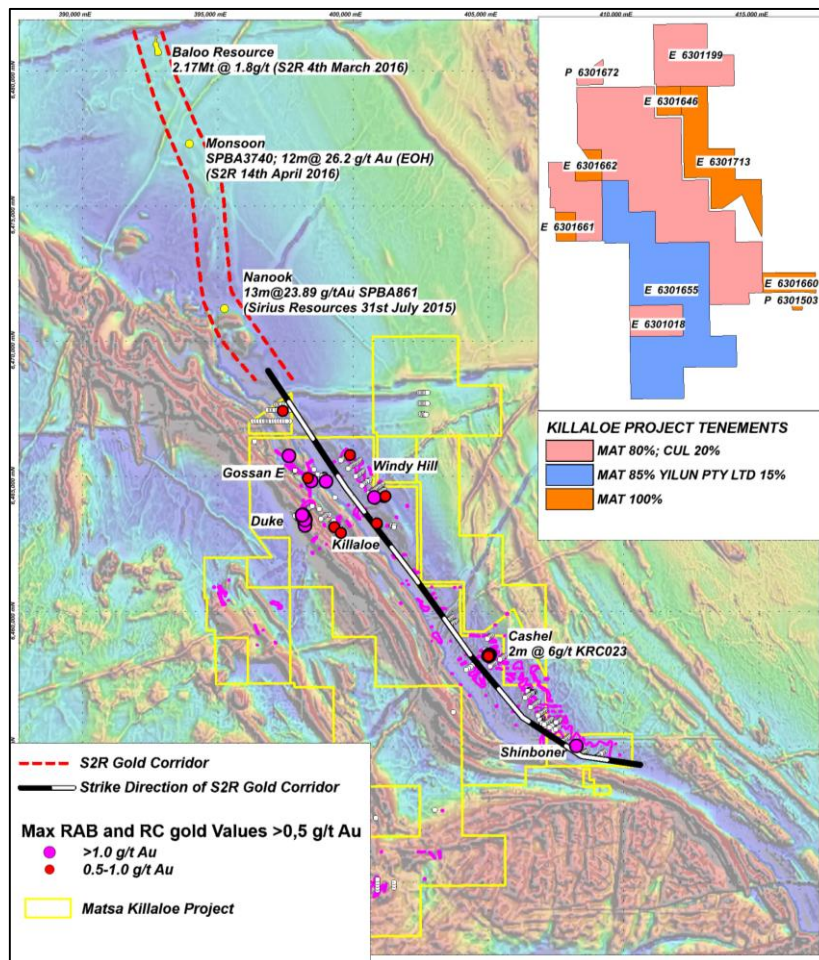 390,000 mE
395,000 mE
400,000 mE
405,000 mE
410,000 mE
415,000 mE
Baloo Resource
2.17Mt @ 1.8g/t (S2R 4th March 2016)
Monsoon
SPBA3740; 12m@ 26.2 g/t Au (EOH)
(S2R 14th April 2016)
Nanook
13m@23.89 g/tAu SPBA861
(Sirius Resources 31st July 2015)
Gossan E
Windy Hill
Duke
Killaloe
Cashel
2m @ 6g/t KRC023
Shinboner
P 6301672
E 6301199
E 6301646
E 6301662
E 6301713
E 6301661
E 6301655
E 6301660
P 6301503
E 6301018
KILLALOE PROJECT TENEMENTS
MAT 80%; CUL 20%
MAT 85% YILUN PTY LTD 15%
MAT 100%
S2R Gold Corridor
Strike Direction of S2R Gold Corridor
Max RAB and RC gold Values >0,5 g/t Au
>1.0 g/t Au
0.5-1.0 g/t Au
Matsa Killaloe Project